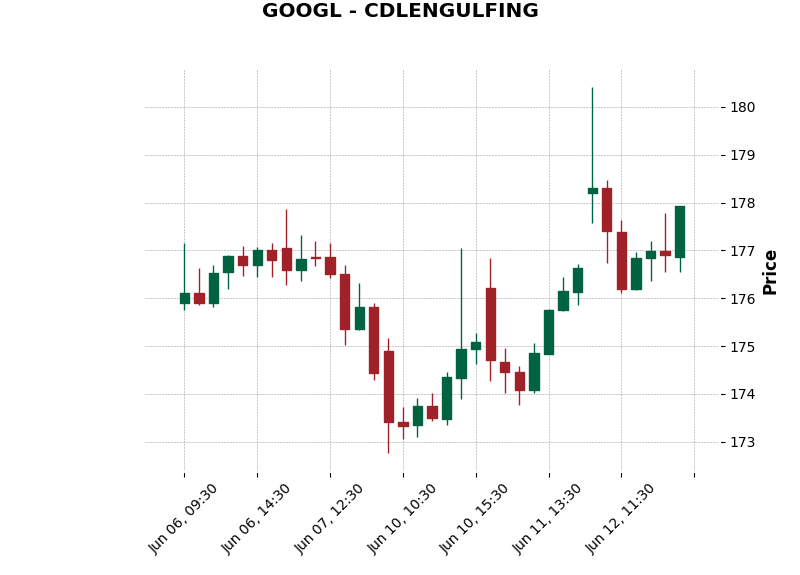 GOOGL - CDLENGULFING
180
179
178
177
176
175
174
173
Price
Jun 06, 09:30
Jun 06, 14:30
Jun 07, 12:30
Jun 10, 10:30
Jun 10, 15:30
Jun 11, 13:30
Jun 12, 11:30